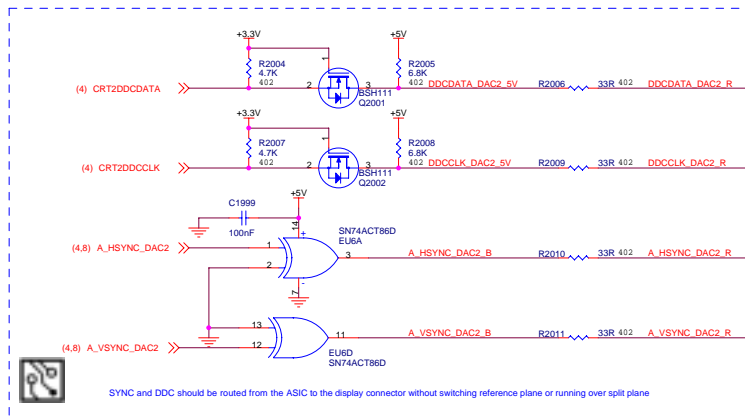 +3.3V
+5V
R2004
4.7K
402
1
R2005
6.8K
402
(4) CRT2DDCDATA
2
3
DDCDATA_DAC2_5V
R2006
33R 402
DDCDATA_DAC2_R
BSH111
Q2001
+3.3V
+5V
R2007
4.7K
402
1
R2008
6.8K
402
(4) CRT2DDCCLK
2
3
DDCCLK_DAC2_5V
R2009
33R 402
DDCCLK_DAC2_R
BSH111
Q2002
+5V
C1999
100nF
14
SN74ACT86D
EU6A
+
(4,8) A_HSYNC_DAC2
1
2
3
A_HSYNC_DAC2_B
R2010
33R 402
A_HSYNC_DAC2_R
-
7
13
(4,8) A_VSYNC_DAC2
12
11
A_VSYNC_DAC2_B
R2011
33R 402
A_VSYNC_DAC2_R
EU6D
SN74ACT86D
SYNC and DDC should be routed from the ASIC to the display connector without switching reference plane or running over split plane